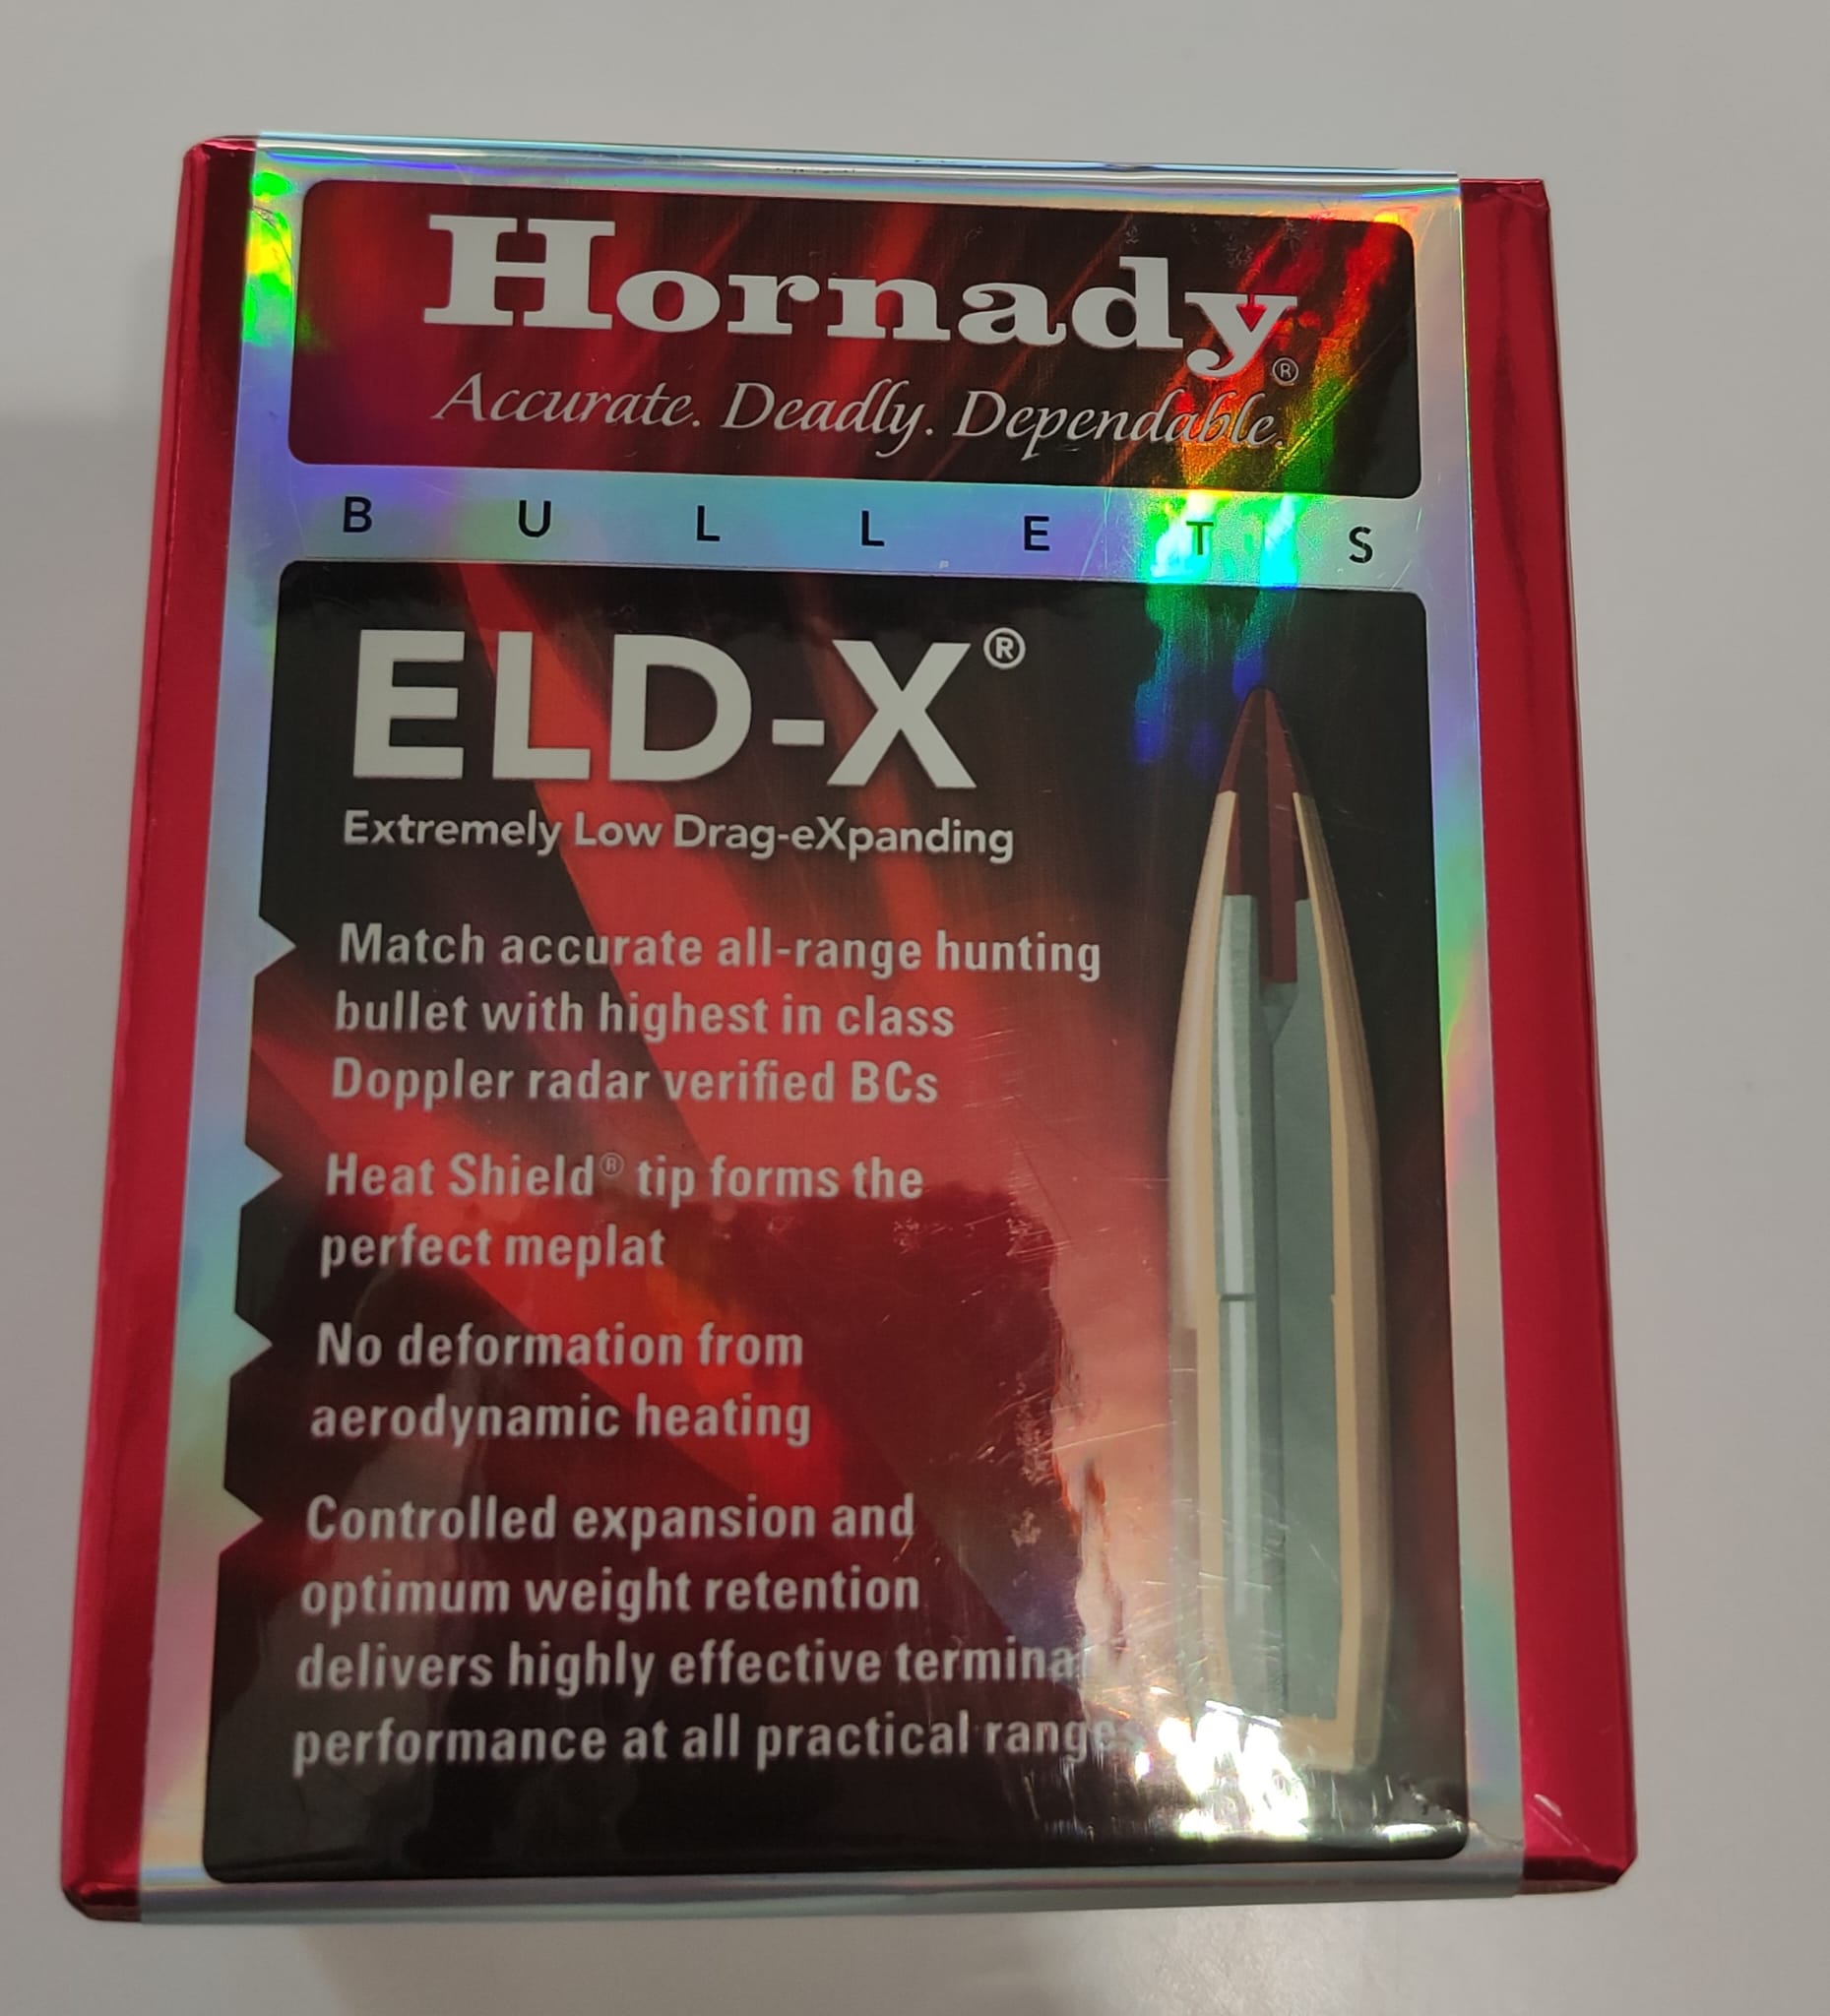 Hornady®
Accurate. Deadly. Dependable.
BULLETS
ELD-X®
Extremely Low Drag-eXpanding
Match accurate all-range hunting
bullet with highest in class
Doppler radar verified BCs
Heat Shield® tip forms the
perfect meplat
No deformation from
aerodynamic heating
Controlled expansion and
optimum weight retention
delivers highly effective terminal
performance at all practical ranges